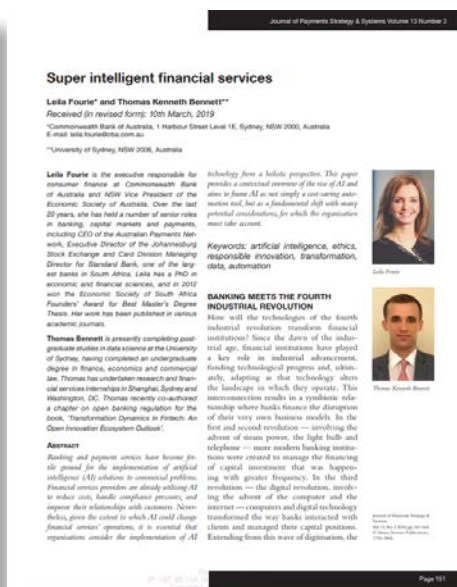 Journal of Payments Strategy & Systems Volume 13 Number 2
Super intelligent financial services
Leila Fourie* and Thomas Kenneth Bennett**
Received (in revised form): 10th March, 2019
*Commonwealth Bank of Australia, 1 Harbour Street Level 1E, Sydney, NSW 2000, Australia
E-mail: leila.fourie@cba.com.au
**University of Sydney, NSW 2006, Australia
Leila Fourie is the executive responsible for
consumer finance at Commonwealth Bank
of Australia and NSW Vice President of the
Economic Society of Australia. Over the last
20 years, she has held a number of senior roles
in banking, capital markets and payments,
including CEO of the Australian Payments Net-
work, Executive Director of the Johannesburg
Stock Exchange and Card Division Managing
Director for Standard Bank, one of the larg-
est banks in South Africa. Leila has a PhD in
economic and financial sciences, and in 2012
won the Economic Society of South Africa
Founders' Award for Best Master's Degree
Thesis. Her work has been published in various
academic journals.
Thomas Bennett is presently completing post-
graduate studies in data science at the University
of Sydney, having completed an undergraduate
degree in finance, economics and commercial
law. Thomas has undertaken research and finan-
cial services internships in Shanghai, Sydney and
Washington, DC. Thomas recently co-authored
a chapter on open banking regulation for the
book, 'Transformation Dynamics in Fintech: An
Open Innovation Ecosystem Outlook'.
ABSTRACT
Banking and payment services have become fer-
tile ground for the implementation of artificial
intelligence (AI) solutions to commercial problems.
Financial services providers are already utilising AI
to reduce costs, handle compliance pressures, and
improve their relationships with customers. Never-
theless, given the extent to which AI could change
financial services' operations, it is essential that
organisations consider the implementation of AI
technology from a holistic perspective. This paper
provides a contextual overview of the rise of AI and
aims to frame AI as not simply a cost-saving auto-
mation tool, but as a fundamental shift with many
potential considerations, for which the organisation
must take account.
Keywords: artificial intelligence, ethics,
responsible innovation, transformation,
data, automation
BANKING MEETS THE FOURTH
INDUSTRIAL REVOLUTION
How will the technologies of the fourth
industrial revolution transform financial
institutions? Since the dawn of the indus-
trial age, financial institutions have played
a key role in industrial advancement,
funding technological progress and, ultim-
ately, adapting as that technology alters
the landscape in which they operate. This
interconnection results in a symbiotic rela-
tionship where banks finance the disruption
of their very own business models. In the
first and second revolution — involving the
advent of steam power, the light bulb and
telephone — more modern banking institu-
tions were created to manage the financing
of capital investment that was happen-
ing with greater frequency. In the third
revolution — the digital revolution, involv-
ing the advent of the computer and the
internet — computers and digital technology
transformed the way banks interacted with
clients and managed their capital positions.
Extending from this wave of digitisation, the
Leila Fourie
Thomas Kenneth Bennett
Journal of Payments Strategy &
Systems
Page 151